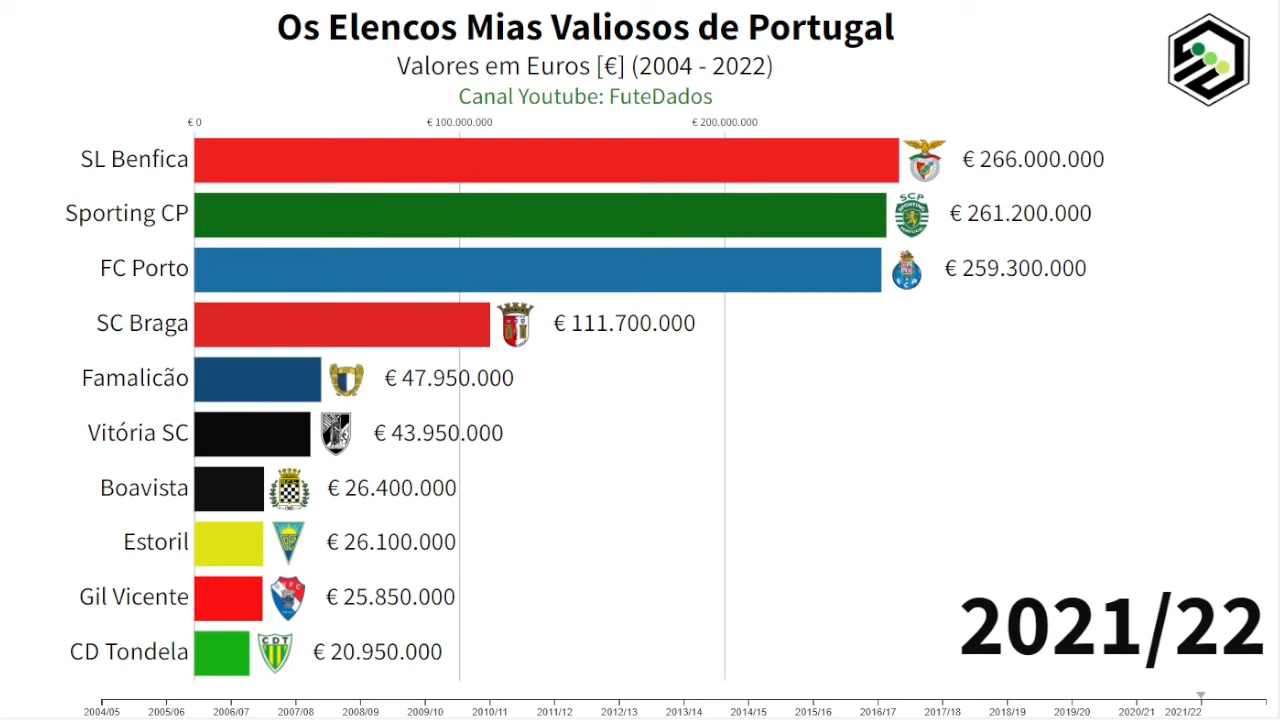 Os Elencos Mias Valiosos de Portugal
Valores em Euros [€] (2004 - 2022)
Canal Youtube: FuteDados
€ 0 € 100.000.000 € 200.000.000
SL Benfica € 266.000.000
SCP
Sporting CP € 261.200.000
FC Porto € 259.300.000
SC Braga € 111.700.000
Famalicão € 47.950.000
Vitória SC € 43.950.000
Boavista € 26.400.000
Estoril € 26.100.000
Gil Vicente € 25.850.000
CDT
CD Tondela € 20.950.000
2021/22
2004/05 2005/06 2006/07 2007/08 2008/09 2009/10 2010/11 2011/12 2012/13 2013/14 2014/15 2015/16 2016/17 2017/18 2018/19 2019/20 2020/21 2021/22